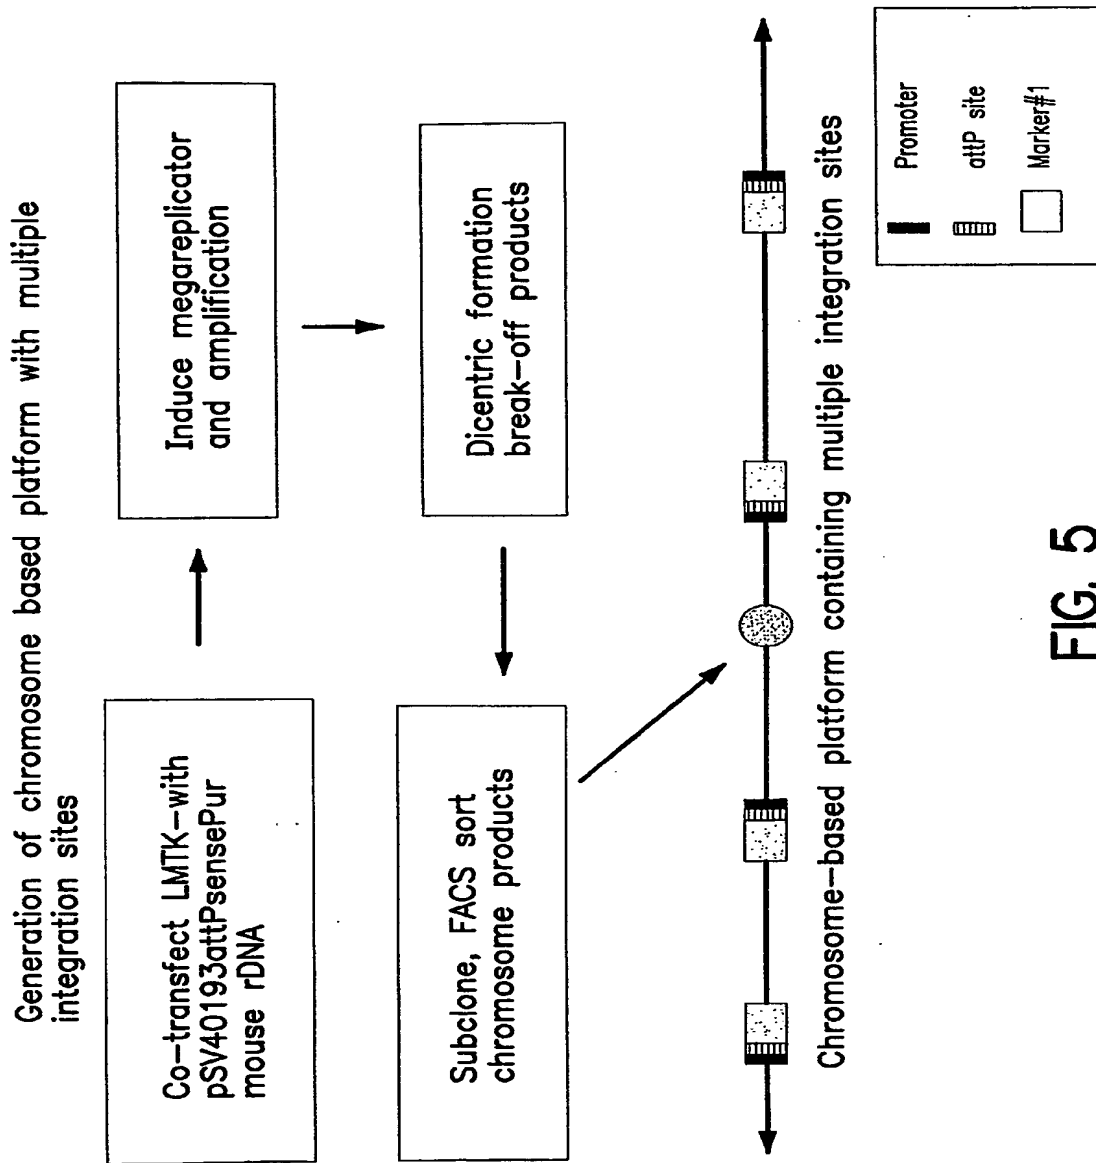 Generation of chromosome based platform with multiple
integration sites
Co-transfect LMTK-with
pSV40193attPsensePur
mouse rDNA
Induce megareplicator
and amplification
Dicentric formation
break-off products
Subclone, FACS sort
chromosome products
Chromosome-based platform containing multiple integration sites
Promoter
attP site
Marker#1
FIG. 5